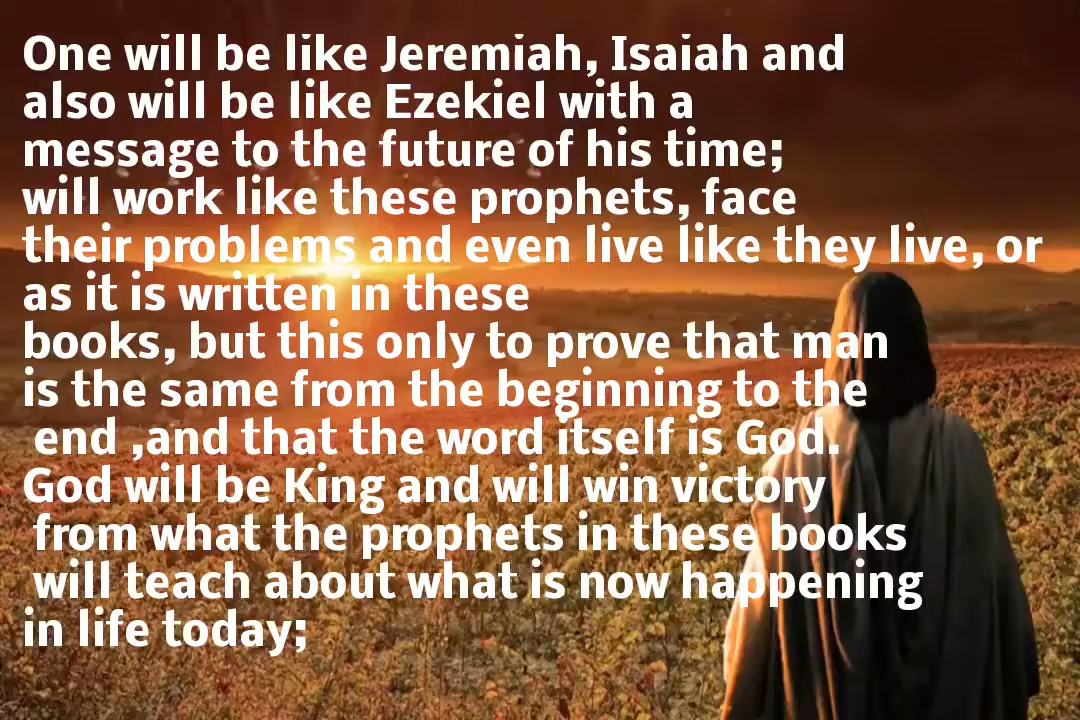 One will be like Jeremiah, Isaiah and
also will be like Ezekiel with a
message to the future of his time;
will work like these prophets, face
their problems and even live like they live, or
as it is written in these
books, but this only to prove that man
is the same from the beginning to the
end ,and that the word itself is God.
God will be King and will win victory
from what the prophets in these books
will teach about what is now happening
in life today;